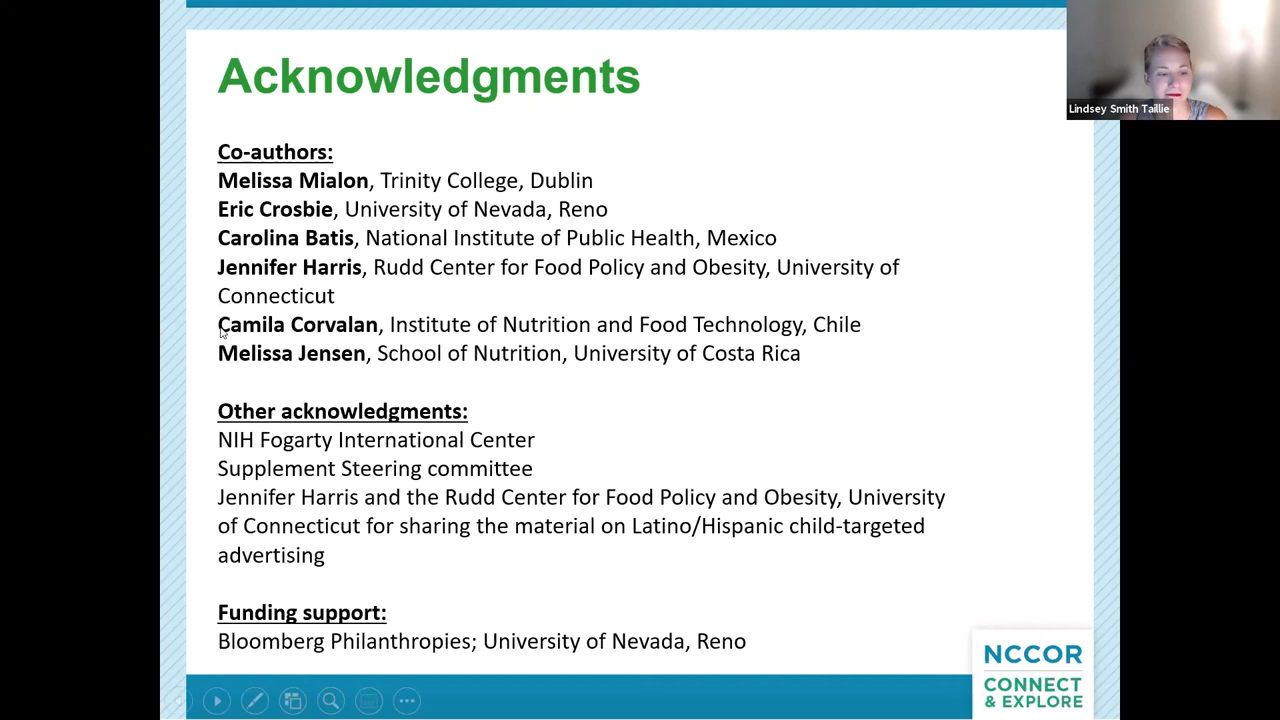 Acknowledgments
Lindsey Smith Taillie
Co-authors:
Melissa Mialon, Trinity College, Dublin
Eric Crosbie, University of Nevada, Reno
Carolina Batis, National Institute of Public Health, Mexico
Jennifer Harris, Rudd Center for Food Policy and Obesity, University of
Connecticut
Camila Corvalan, Institute of Nutrition and Food Technology, Chile
Melissa Jensen, School of Nutrition, University of Costa Rica
Other acknowledgments:
NIH Fogarty International Center
Supplement Steering committee
Jennifer Harris and the Rudd Center for Food Policy and Obesity, University
of Connecticut for sharing the material on Latino/Hispanic child-targeted
advertising
Funding support:
Bloomberg Philanthropies; University of Nevada, Reno
NCCOR
CONNECT
& EXPLORE